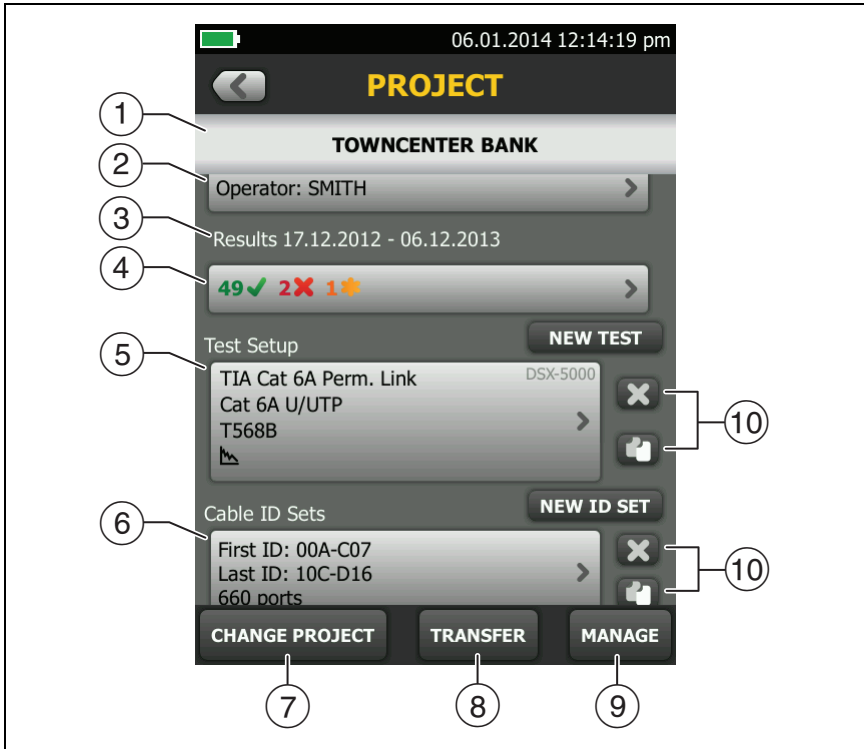 06.01.2014 12:14:19 pm
PROJECT
1
TOWNCENTER BANK
2
Operator: SMITH
3
Results 17.12.2012 - 06.12.2013
4
49 2 1
NEW TEST
5
Test Setup
TIA Cat 6A Perm. Link
DSX-5000
Cat 6A U/UTP
T568B
10
NEW ID SET
6
Cable ID Sets
First ID: 00A-C07
Last ID: 10C-D16
660 ports
10
CHANGE PROJECT
TRANSFER
MANAGE
7
8
9